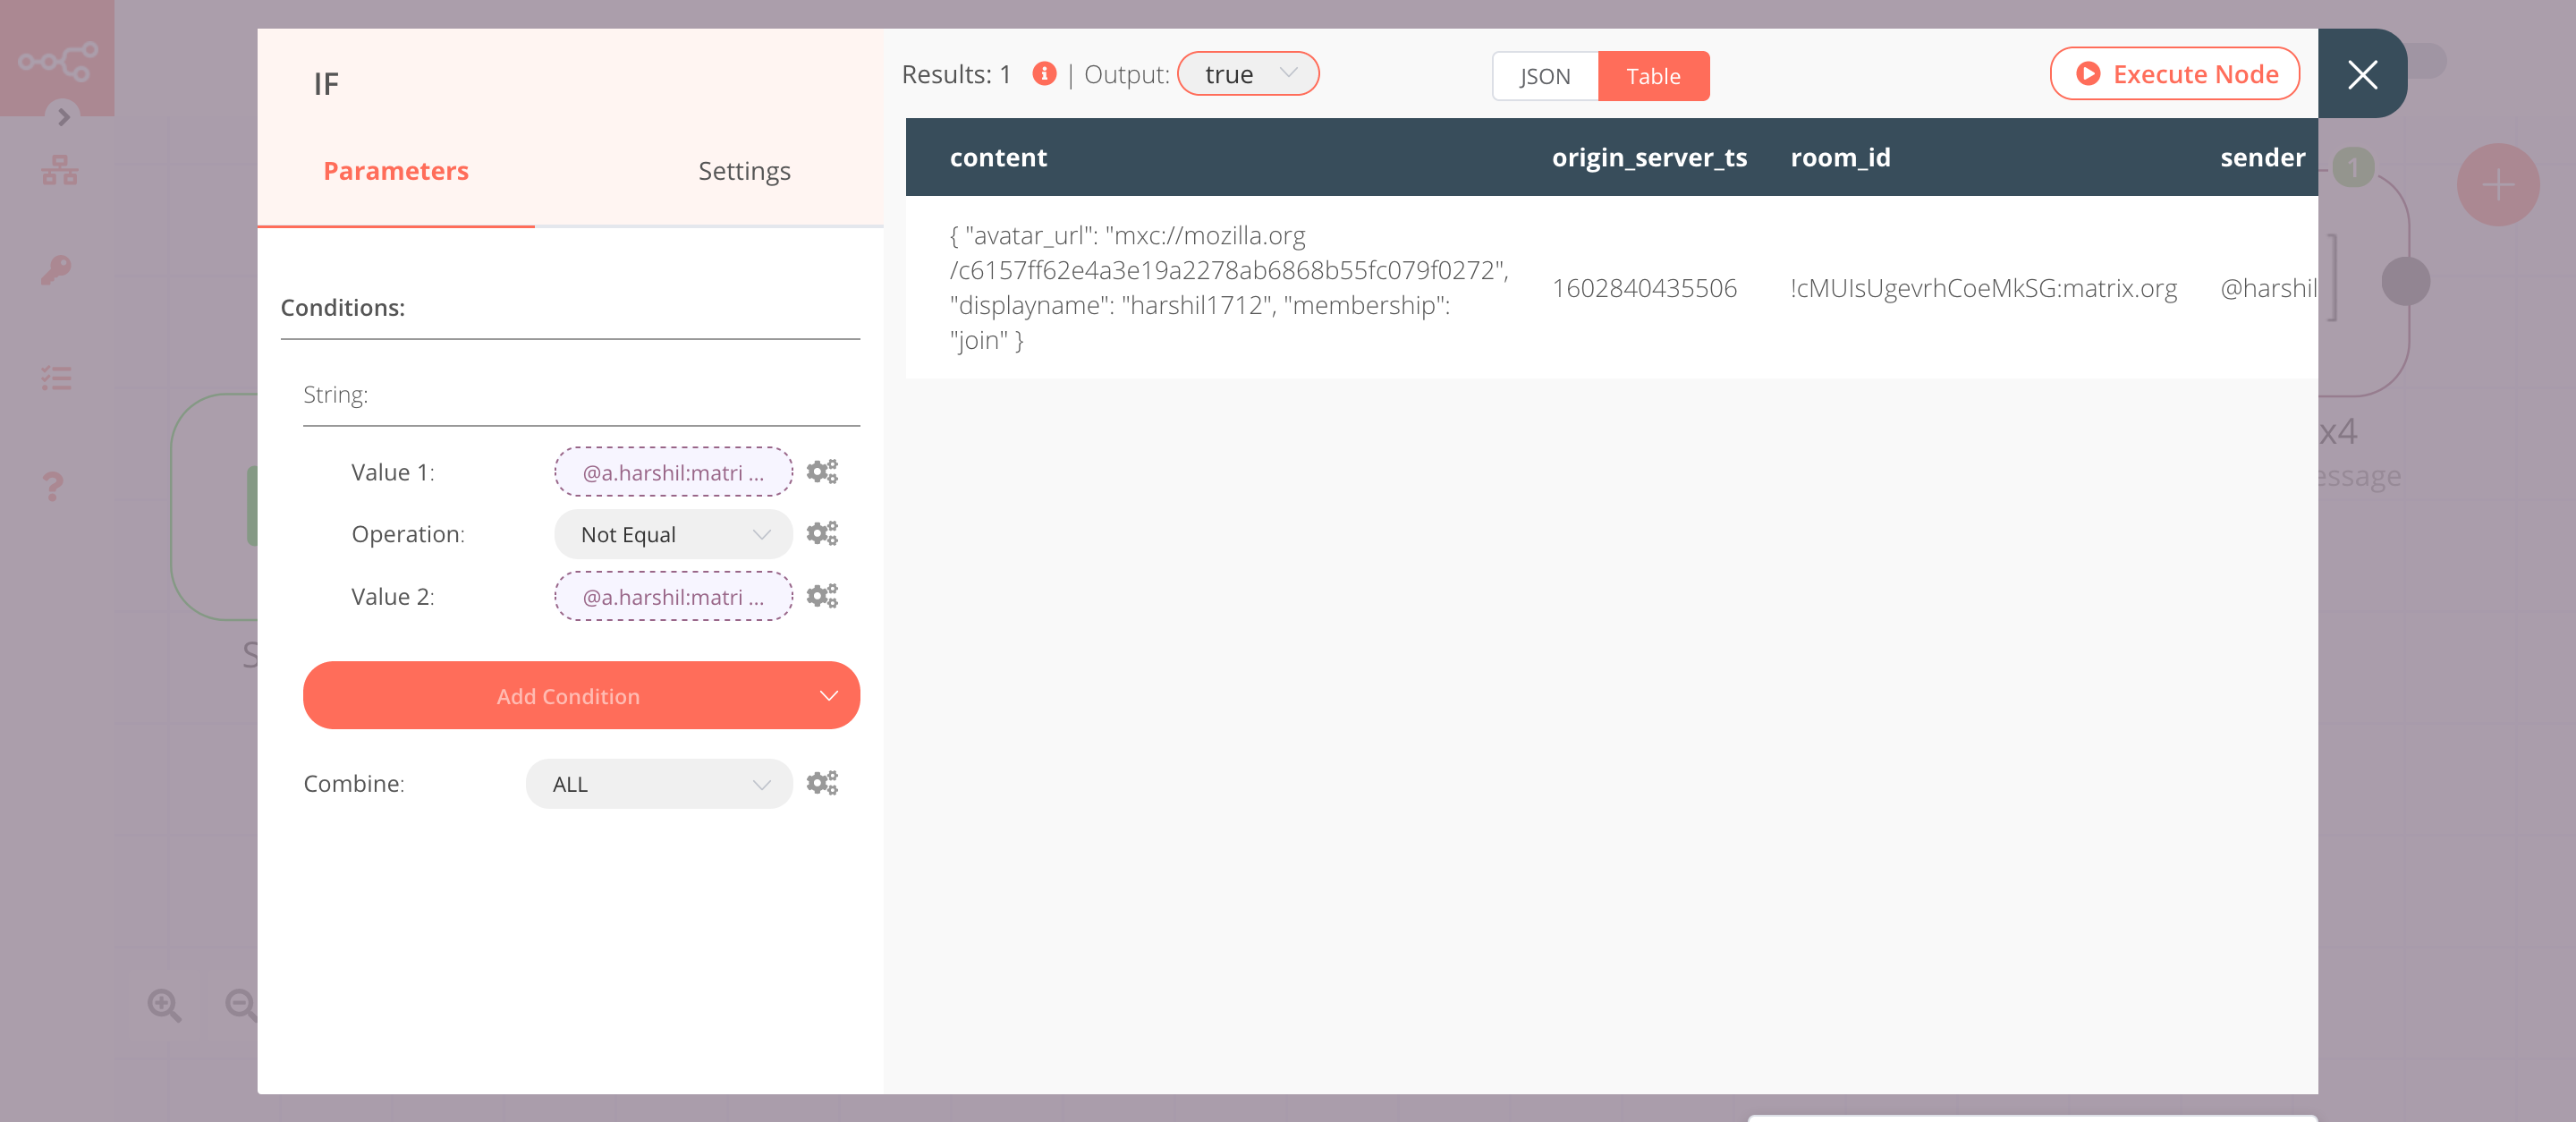 IF
Parameters
Settings
Conditions:
String:
Value 1:
@a.harshil:matri ...
Operation:
Not Equal
Value 2:
@a.harshil:matri ...
Add Condition
Combine:
ALL
Results: 1 | Output: true
JSON
Table
Execute Node
content
origin_server_ts
room_id
sender
{ "avatar_url": "mxc://mozilla.org
/c6157ff62e4a3e19a2278ab6868b55fc079f0272",
"displayname": "harshil1712", "membership":
"join" }
1602840435506
!cMUIsUgevrhCoeMkSG:matrix.org
@harshil
1
x4
essage
S